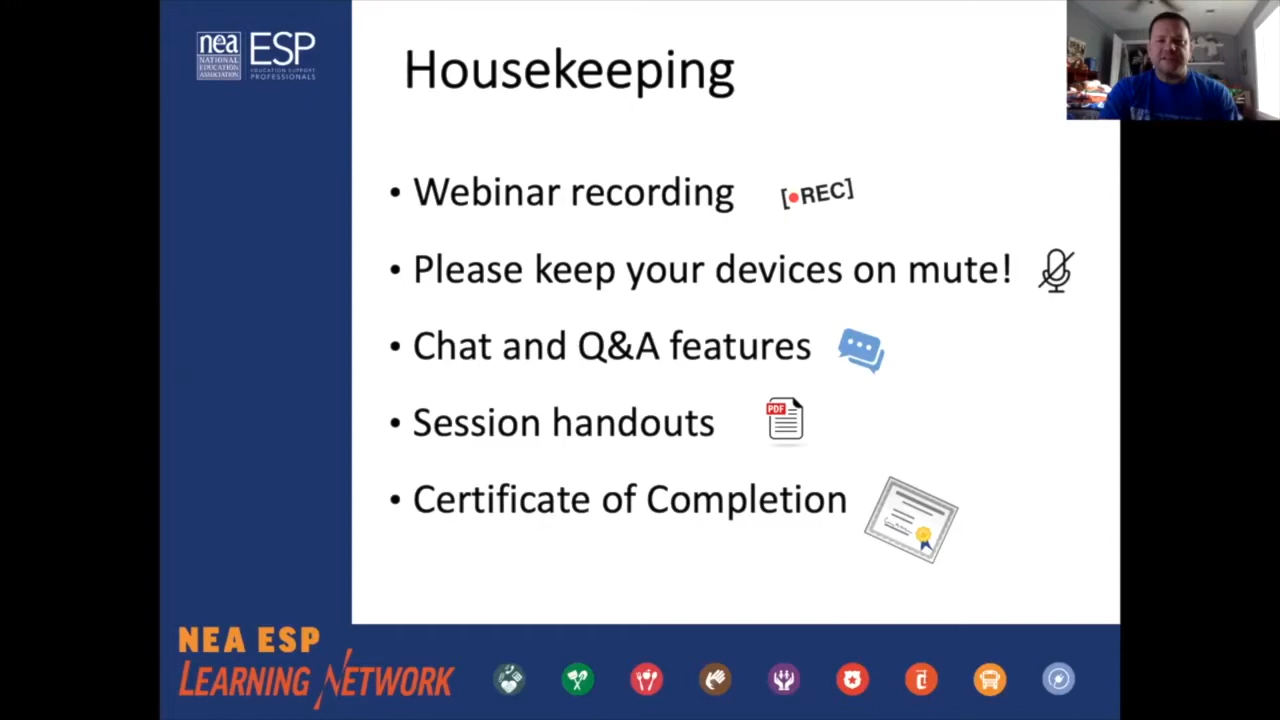 nea
NATIONAL
EDUCATION
ASSOCIATION
ESP
EDUCATION SUPPORT
PROFESSIONALS
Housekeeping
• Webinar recording [●REC]
• Please keep your devices on mute!
• Chat and Q&A features
• Session handouts PDF
• Certificate of Completion
NEA ESP
LEARNING NETWORK